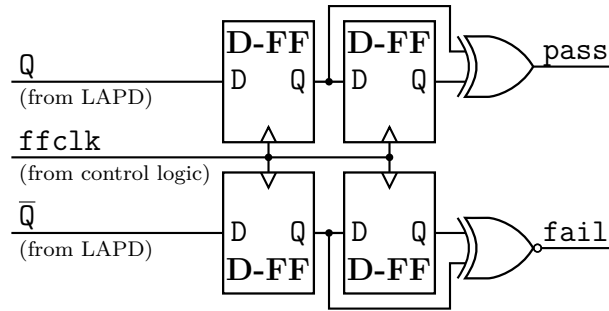 D-FF D-FF
pass
Q
D Q D Q
(from LAPD)
ffclk
(from control logic)
Q̅
D Q D Q
fail
(from LAPD)
D-FF D-FF